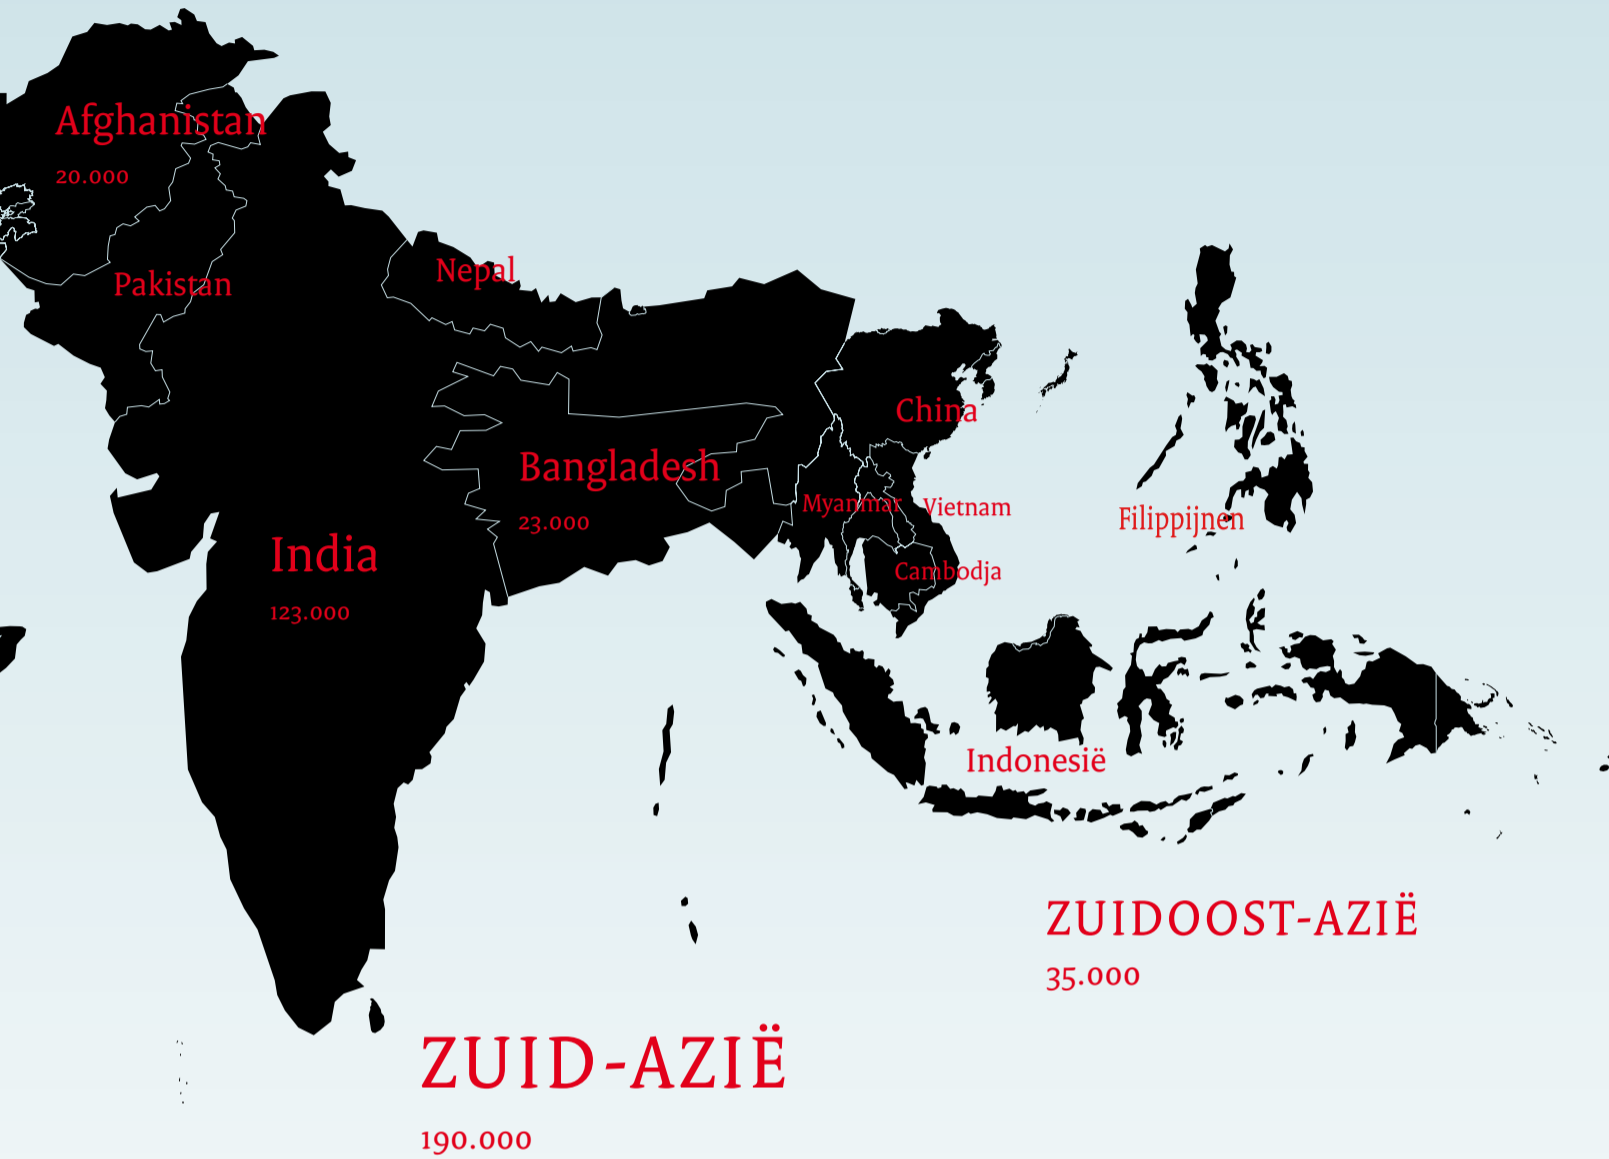 Afghanistan
20.000
Pakistan
Nepal
China
Bangladesh
23.000
Myanmar
Vietnam
Filippijnen
India
123.000
Cambodja
Indonesië
ZUIDOOST-AZIË
35.000
ZUID-AZIË
190.000